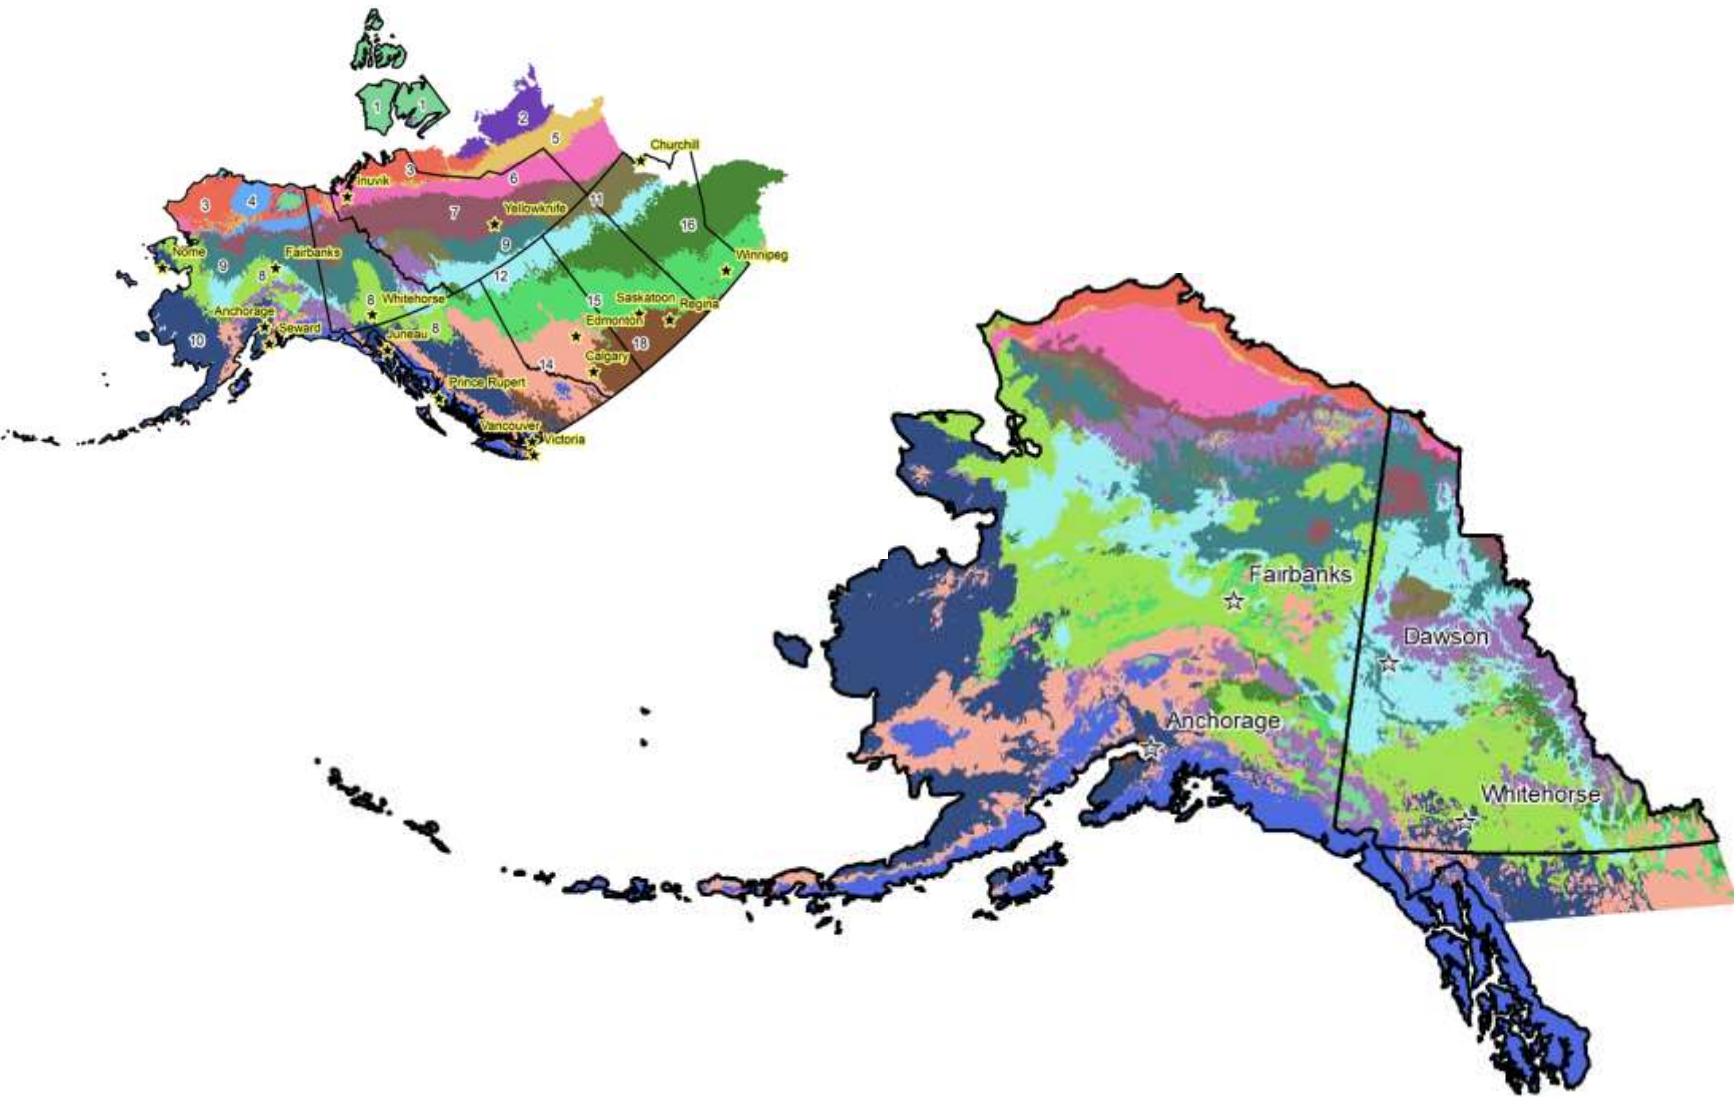 1
1
2
5
Churchill
3
Inuvik
6
3
4
7
Yellowknife
11
16
Nome
Fairbanks
9
Winnipeg
9
8
12
8
Whitehorse
15
Saskatoon
Regina
Anchorage
Seward
8
Edmonton
10
Juneau
18
Calgary
14
Prince Rupert
Vancouver
Victoria
Fairbanks
Dawson
Anchorage
Whitehorse